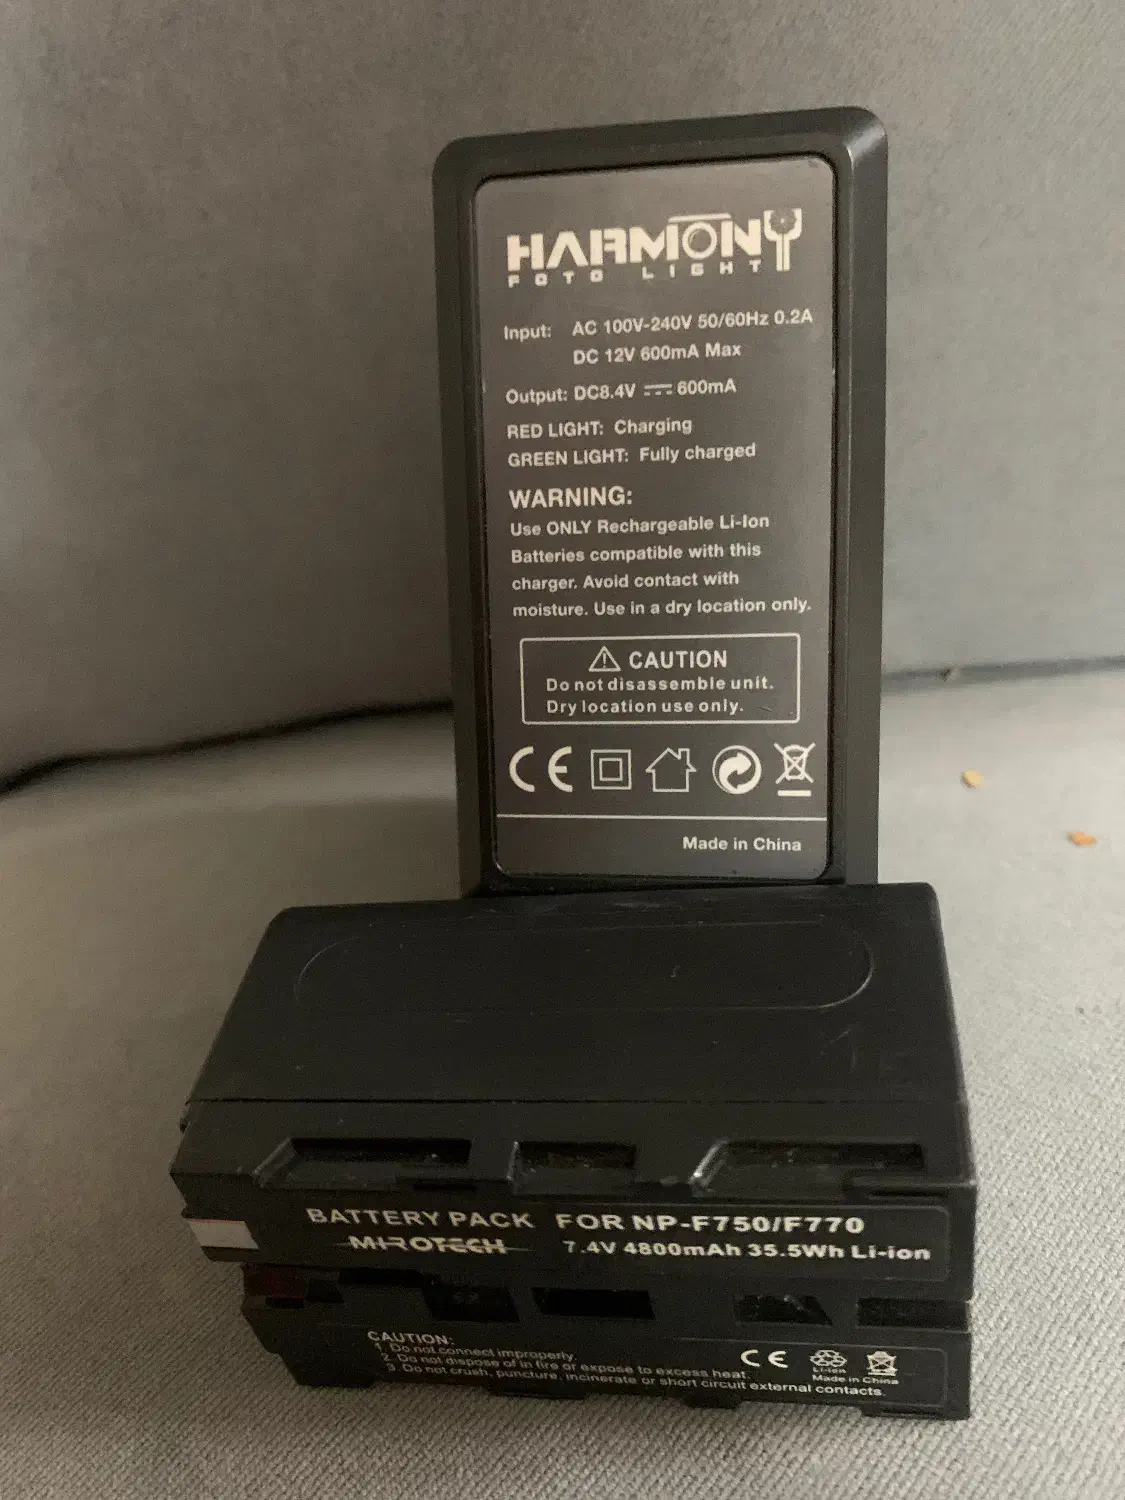 HARMONY
FOTO LIGHT
Input: AC 100V-240V 50/60Hz 0.2A
DC 12V 600mA Max
Output: DC8.4V ⎓ 600mA
RED LIGHT: Charging
GREEN LIGHT: Fully charged
WARNING:
Use ONLY Rechargeable Li-Ion
Batteries compatible with this
charger. Avoid contact with
moisture. Use in a dry location only.
CAUTION
Do not disassemble unit.
Dry location use only.
CE
Made in China
BATTERY PACK FOR NP-F750/F770
MIROTECH 7.4V 4800mAh 35.5Wh Li-ion
CAUTION:
1. Do not connect improperly.
2. Do not dispose of in fire or expose to excess heat.
3. Do not crush, puncture, incinerate or short circuit external contacts.
CE
Li-ion
Made in China